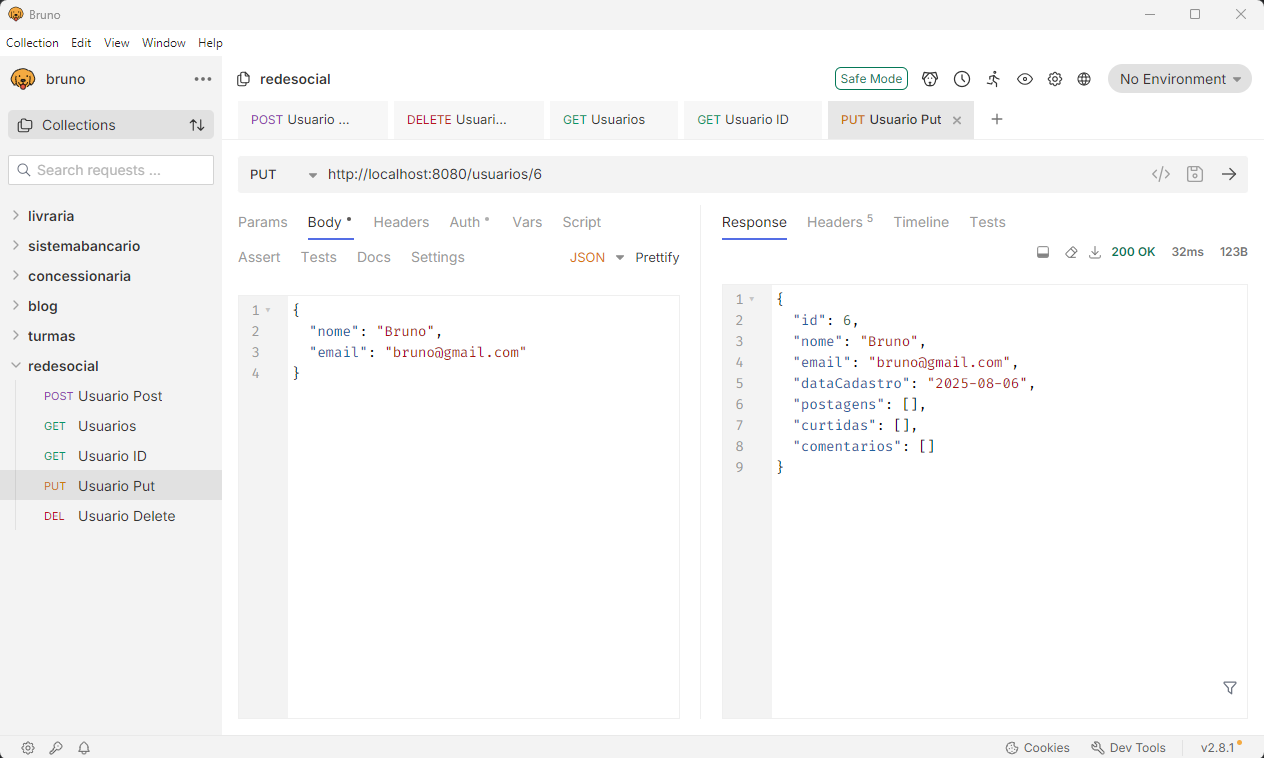 Bruno
Collection Edit View Window Help
bruno
Collections
Search requests ...
livraria
sistemabancario
concessionaria
blog
turmas
redesocial
POST Usuario Post
GET Usuarios
GET Usuario ID
PUT Usuario Put
DEL Usuario Delete
redesocial
Safe Mode
No Environment
POST Usuario ...
DELETE Usuari...
GET Usuarios
GET Usuario ID
PUT Usuario Put
PUT http://localhost:8080/usuarios/6
Params Body Headers Auth Vars Script
Assert Tests Docs Settings
JSON Prettify
1 {
2 "nome": "Bruno",
3 "email": "bruno@gmail.com"
4 }
Response Headers 5 Timeline Tests
200 OK 32ms 123B
1 {
2 "id": 6,
3 "nome": "Bruno",
4 "email": "bruno@gmail.com",
5 "dataCadastro": "2025-08-06",
6 "postagens": [],
7 "curtidas": [],
8 "comentarios": []
9 }
Cookies Dev Tools v2.8.1